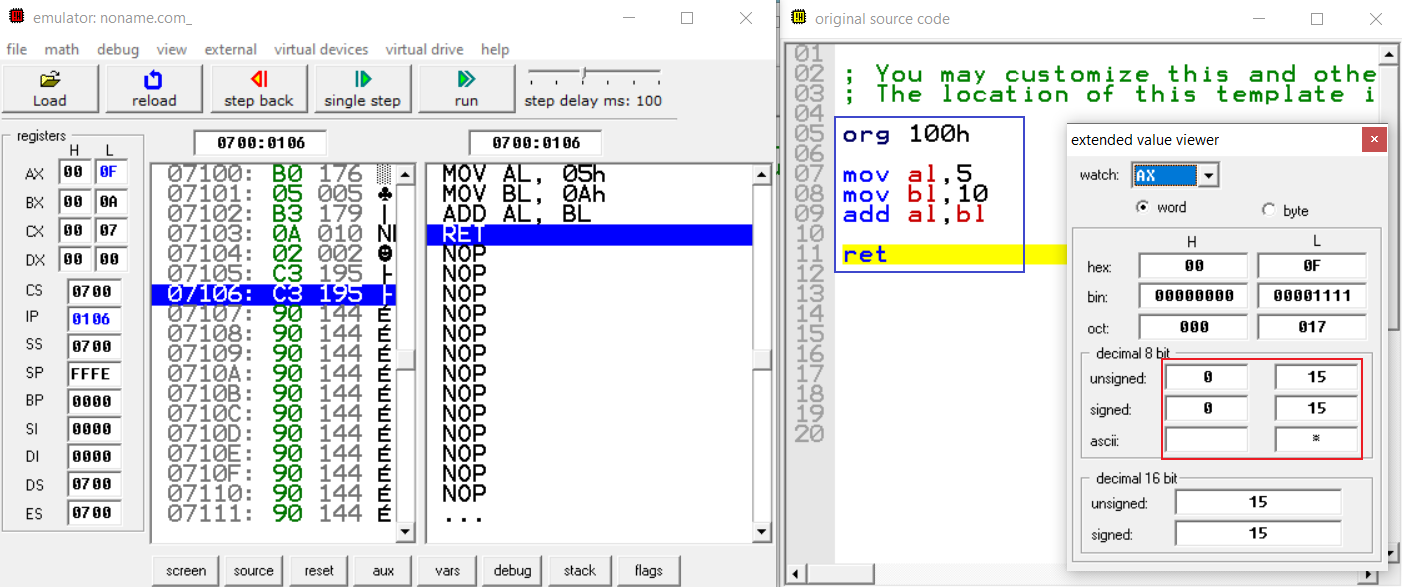 emulator: noname.com_
file math debug view external virtual devices virtual drive help
Load reload step back single step run step delay ms: 100
registers
H L
AX 00 0F
BX 00 0A
CX 00 07
DX 00 00
CS 0700
IP 0106
SS 0700
SP FFFE
BP 0000
SI 0000
DI 0000
DS 0700
ES 0700
0700:0106
07100: B0 176 ▒
07101: 05 005 ♣
07102: B3 179 │
07103: 0A 010
07104: 02 002 ☻
07105: C3 195 ├
07106: C3 195 ├
07107: 90 144 É
07108: 90 144 É
07109: 90 144 É
0710A: 90 144 É
0710B: 90 144 É
0710C: 90 144 É
0710D: 90 144 É
0710E: 90 144 É
0710F: 90 144 É
07110: 90 144 É
07111: 90 144 É
0700:0106
MOV AL, 05h
MOV BL, 0Ah
ADD AL, BL
RET
NOP
NOP
NOP
NOP
NOP
NOP
NOP
NOP
NOP
NOP
NOP
NOP
NOP
...
screen source reset aux vars debug stack flags
original source code
01
02 ; You may customize this and othe
03 ; The location of this template i
04
05 org 100h
06
07 mov al,5
08 mov bl,10
09 add al,bl
10
11 ret
12
13
14
15
16
17
18
19
20
extended value viewer
watch: AX
word byte
H L
hex: 00 0F
bin: 00000000 00001111
oct: 000 017
decimal 8 bit
unsigned: 0 15
signed: 0 15
ascii: ¤
decimal 16 bit
unsigned: 15
signed: 15